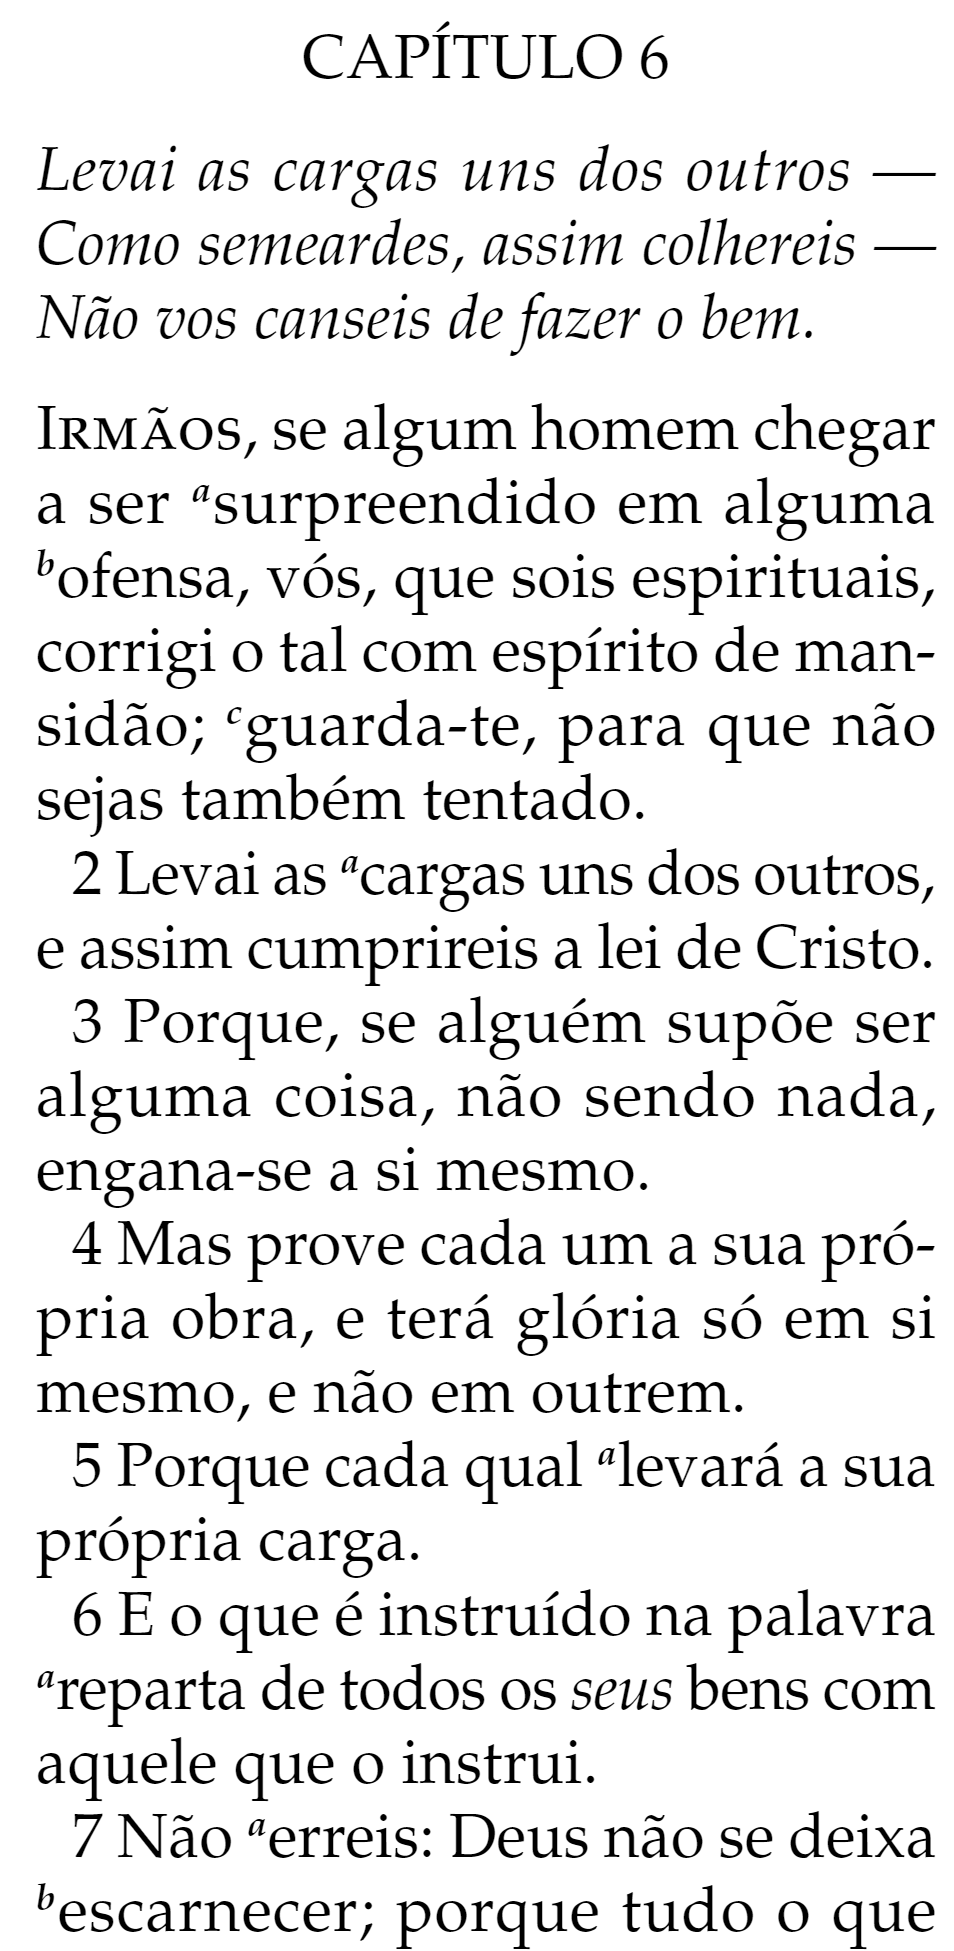 CAPÍTULO 6
Levai as cargas uns dos outros —
Como semeardes, assim colhereis —
Não vos canseis de fazer o bem.
IRMÃOS, se algum homem chegar
a ser ᵃsurpreendido em alguma
ᵇofensa, vós, que sois espirituais,
corrigi o tal com espírito de man-
sidão; ᶜguarda-te, para que não
sejas também tentado.
2 Levai as ᵃcargas uns dos outros,
e assim cumprireis a lei de Cristo.
3 Porque, se alguém supõe ser
alguma coisa, não sendo nada,
engana-se a si mesmo.
4 Mas prove cada um a sua pró-
pria obra, e terá glória só em si
mesmo, e não em outrem.
5 Porque cada qual ᵃlevará a sua
própria carga.
6 E o que é instruído na palavra
ᵃreparta de todos os seus bens com
aquele que o instrui.
7 Não ᵃerreis: Deus não se deixa
ᵇescarnecer; porque tudo o que